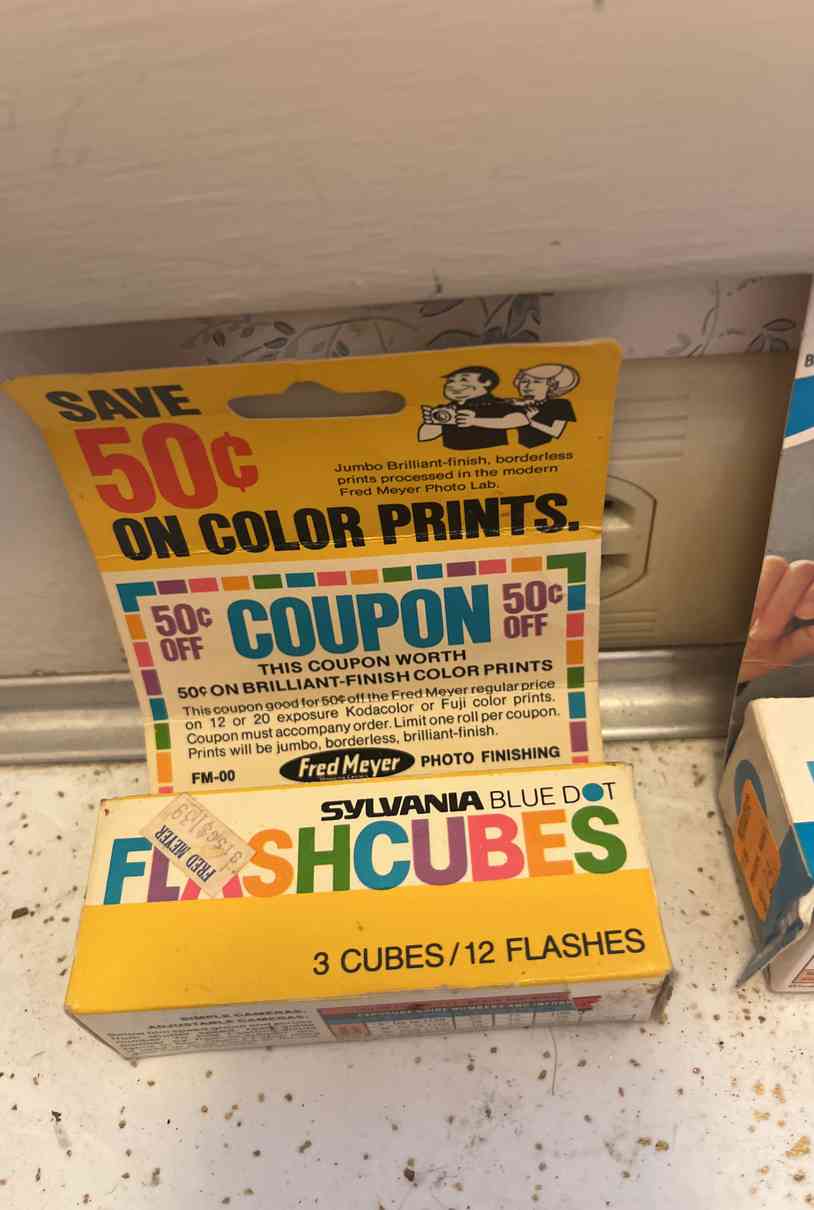 SAVE
50¢
Jumbo Brilliant-finish, borderless
prints processed in the modern
Fred Meyer Photo Lab.
ON COLOR PRINTS.
50¢
OFF
COUPON
50¢
OFF
THIS COUPON WORTH
50¢ ON BRILLIANT-FINISH COLOR PRINTS
This coupon good for 50¢ off the Fred Meyer regular price
on 12 or 20 exposure Kodacolor or Fuji color prints.
Coupon must accompany order. Limit one roll per coupon.
Prints will be jumbo, borderless, brilliant-finish.
FM-00
Fred Meyer
PHOTO FINISHING
SYLVANIA BLUE DOT
FLASHCUBES
FRED MEYER
3 CUBES/12 FLASHES
SIMPLE CAMERAS.
ADJUSTABLE CAMERAS.
B